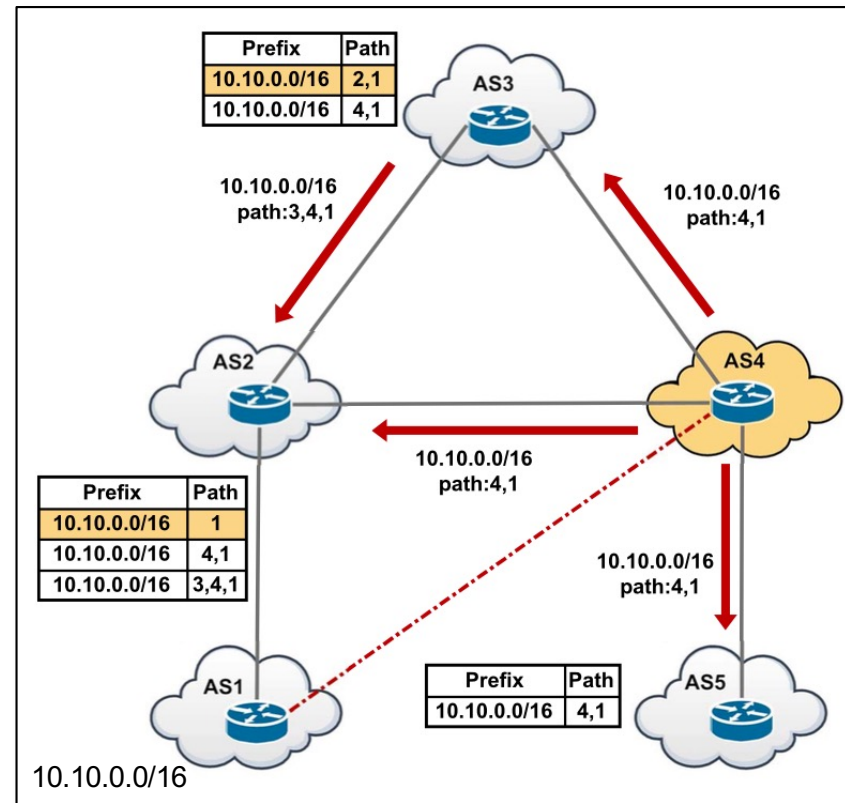 Prefix Path
10.10.0.0/16 2,1
10.10.0.0/16 4,1
AS3
10.10.0.0/16
path:3,4,1
10.10.0.0/16
path:4,1
AS2
AS4
10.10.0.0/16
path:4,1
Prefix Path
10.10.0.0/16 1
10.10.0.0/16 4,1
10.10.0.0/16 3,4,1
10.10.0.0/16
path:4,1
AS1
Prefix Path
10.10.0.0/16 4,1
AS5
10.10.0.0/16